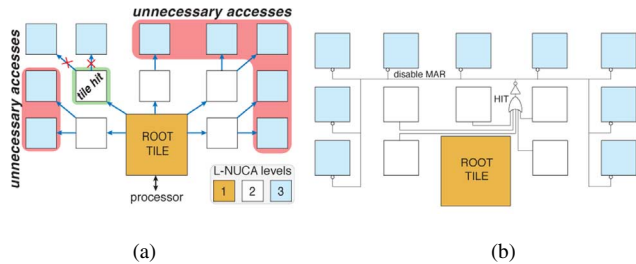 unnecessary accesses
unnecessary accesses
tile hit
ROOT
TILE
processor
L-NUCA levels
1 2 3
(a)
disable MAR
HIT
ROOT
TILE
(b)